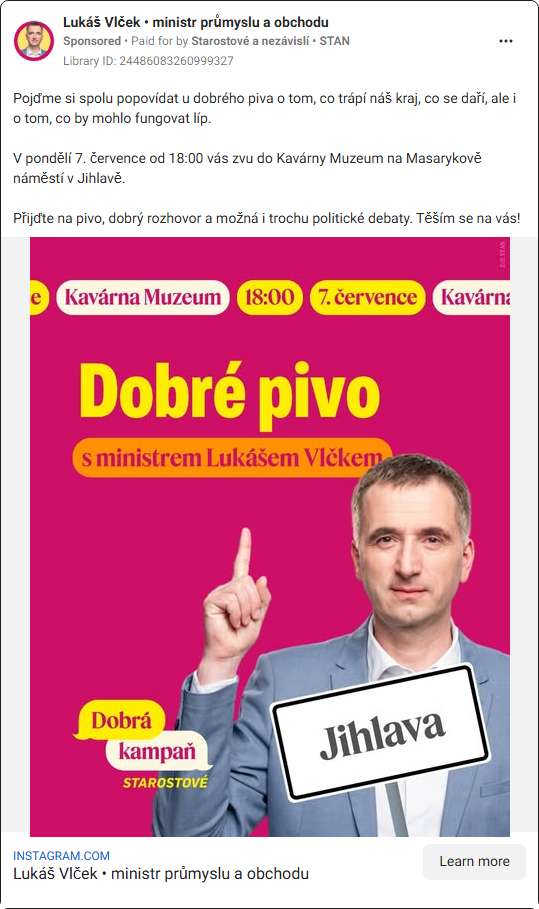 Lukáš Vlček • ministr průmyslu a obchodu
Sponsored • Paid for by Starostové a nezávislí • STAN
Library ID: 24486083260999327
Pojďme si spolu popovídat u dobrého piva o tom, co trápí náš kraj, co se daří, ale i
o tom, co by mohlo fungovat líp.
V pondělí 7. července od 18:00 vás zvu do Kavárny Muzeum na Masarykově
náměstí v Jihlavě.
Přijďte na pivo, dobrý rozhovor a možná i trochu politické debaty. Těším se na vás!
e Kavárna Muzeum 18:00 7. července Kavárna
Dobré pivo
s ministrem Lukášem Vlčkem
Jihlava
Dobrá
kampaň
STAROSTOVÉ
INSTAGRAM.COM
Lukáš Vlček • ministr průmyslu a obchodu
Learn more